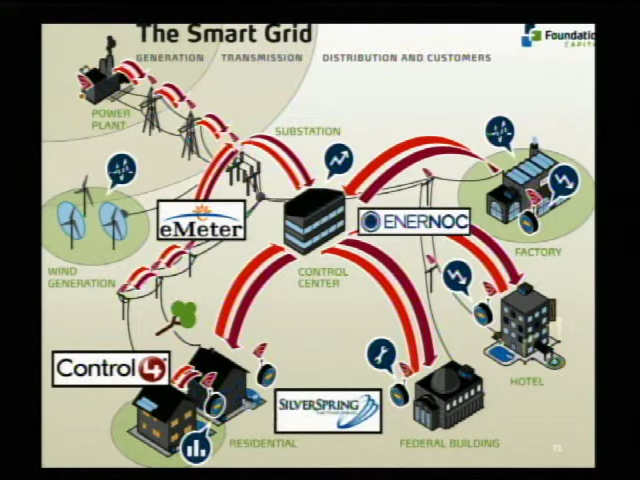 The Smart Grid
Foundatio
CAPITA
GENERATION TRANSMISSION DISTRIBUTION AND CUSTOMERS
POWER
PLANT
SUBSTATION
eMeter
ENERNOC
WIND
GENERATION
CONTROL
CENTER
FACTORY
Control4
HOTEL
SILVERSPRING
RESIDENTIAL
FEDERAL BUILDING